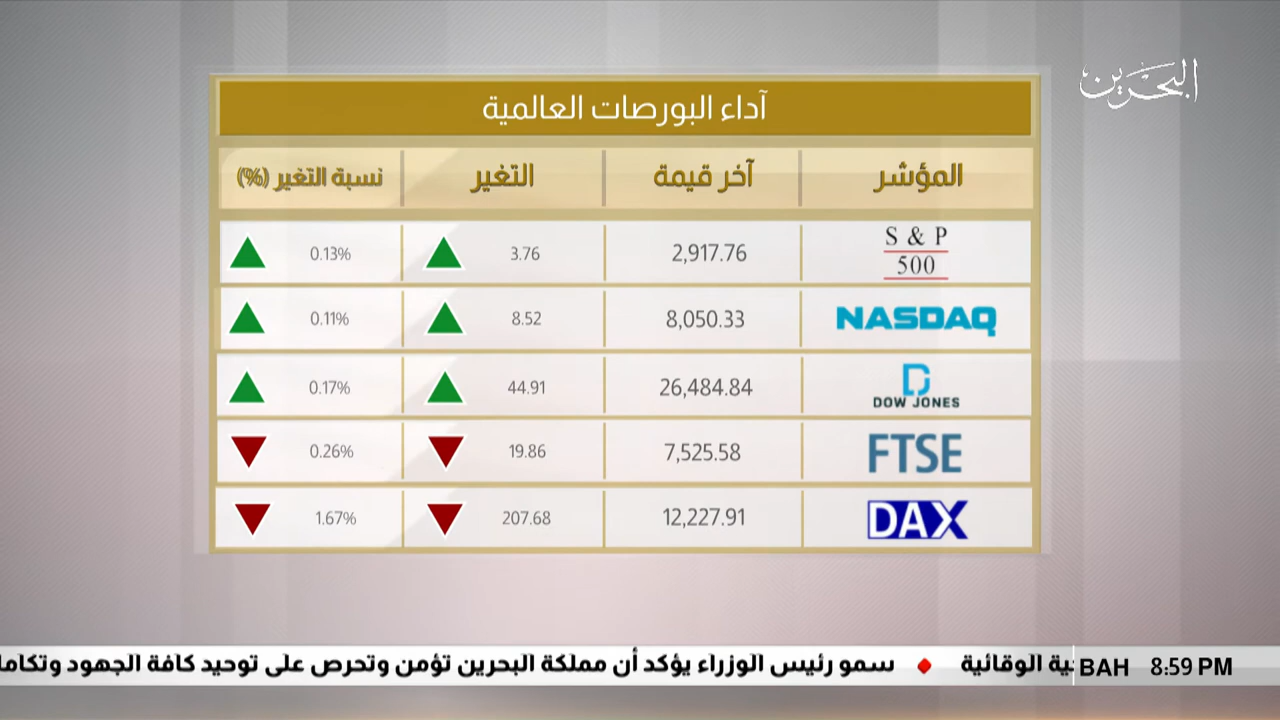 البحرين
آداء البورصات العالمية
المؤشر آخر قيمة التغير نسبة التغير (%)
S & P 500 2,917.76 3.76 0.13%
NASDAQ 8,050.33 8.52 0.11%
DOW JONES 26,484.84 44.91 0.17%
FTSE 7,525.58 19.86 0.26%
DAX 12,227.91 207.68 1.67%
الوقائية • سمو رئيس الوزراء يؤكد أن مملكة البحرين تؤمن وتحرص على توحيد كافة الجهود
BAH 8:59 PM